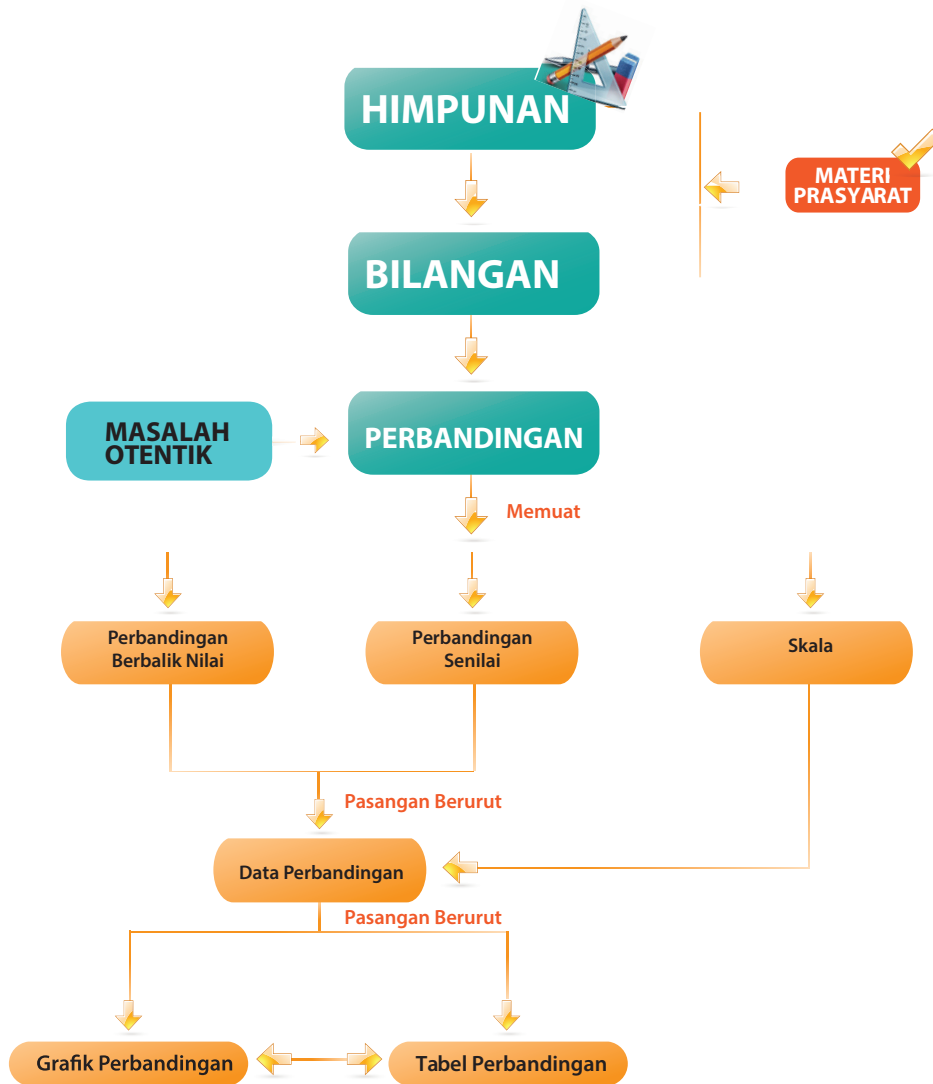 HIMPUNAN
MATERI
PRASYARAT
BILANGAN
MASALAH
OTENTIK
PERBANDINGAN
Memuat
Perbandingan
Berbalik Nilai
Perbandingan
Senilai
Skala
Pasangan Berurut
Data Perbandingan
Pasangan Berurut
Grafik Perbandingan
Tabel Perbandingan